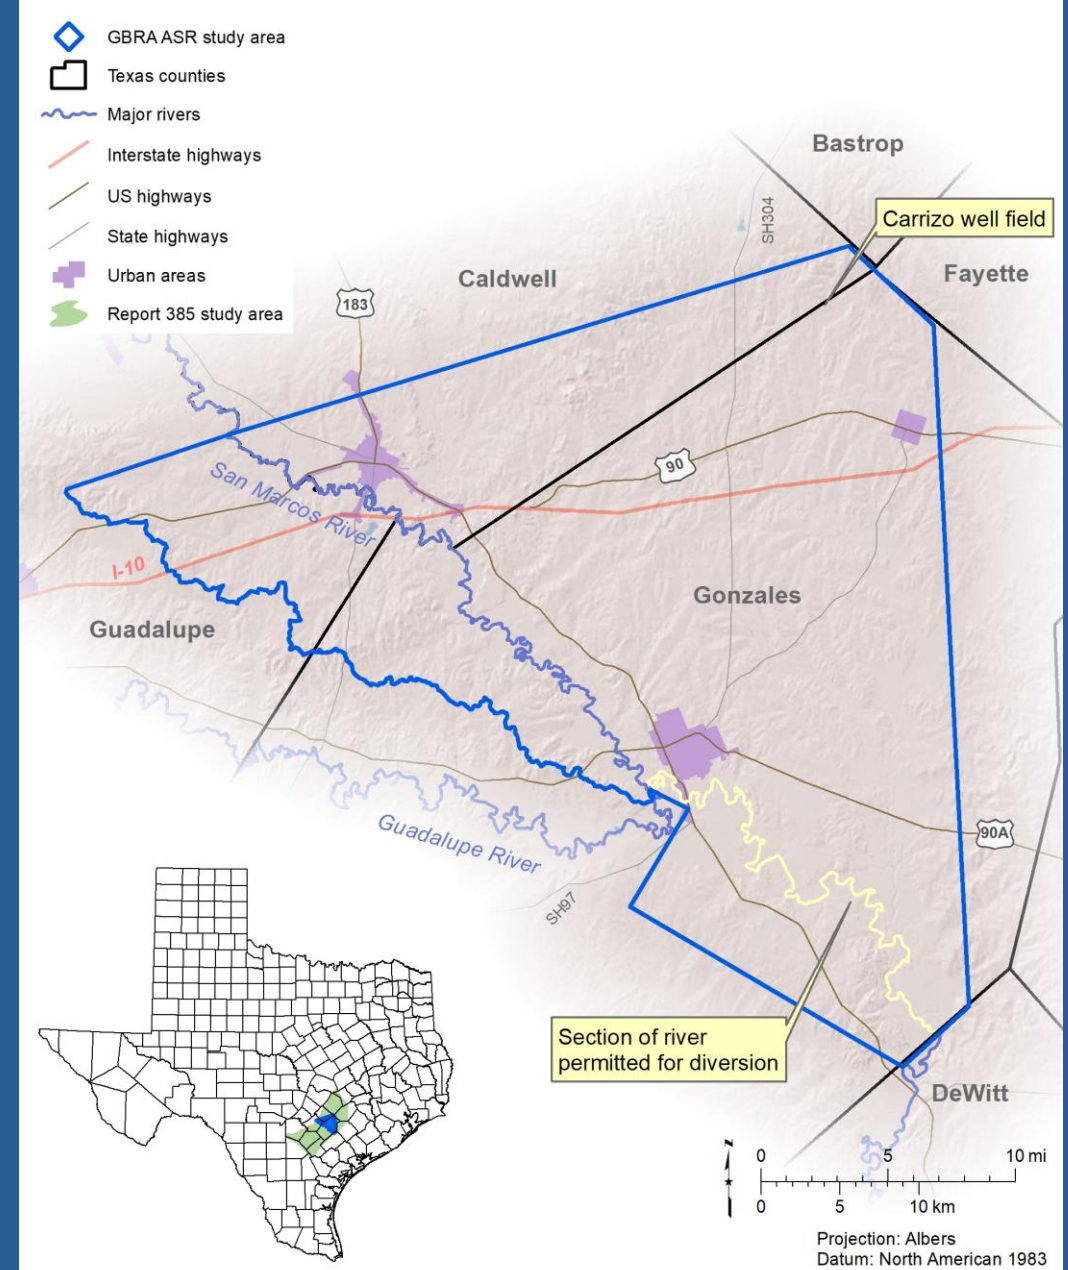 GBRA ASR study area
Texas counties
Major rivers
Interstate highways
US highways
State highways
Urban areas
Report 385 study area
Bastrop
SH304
Carrizo well field
Fayette
Caldwell
183
90
San Marcos River
I-10
Gonzales
Guadalupe
Guadalupe River
90A
SH97
Section of river
permitted for diversion
DeWitt
N
0 5 10 mi
0 5 10 km
Projection: Albers
Datum: North American 1983